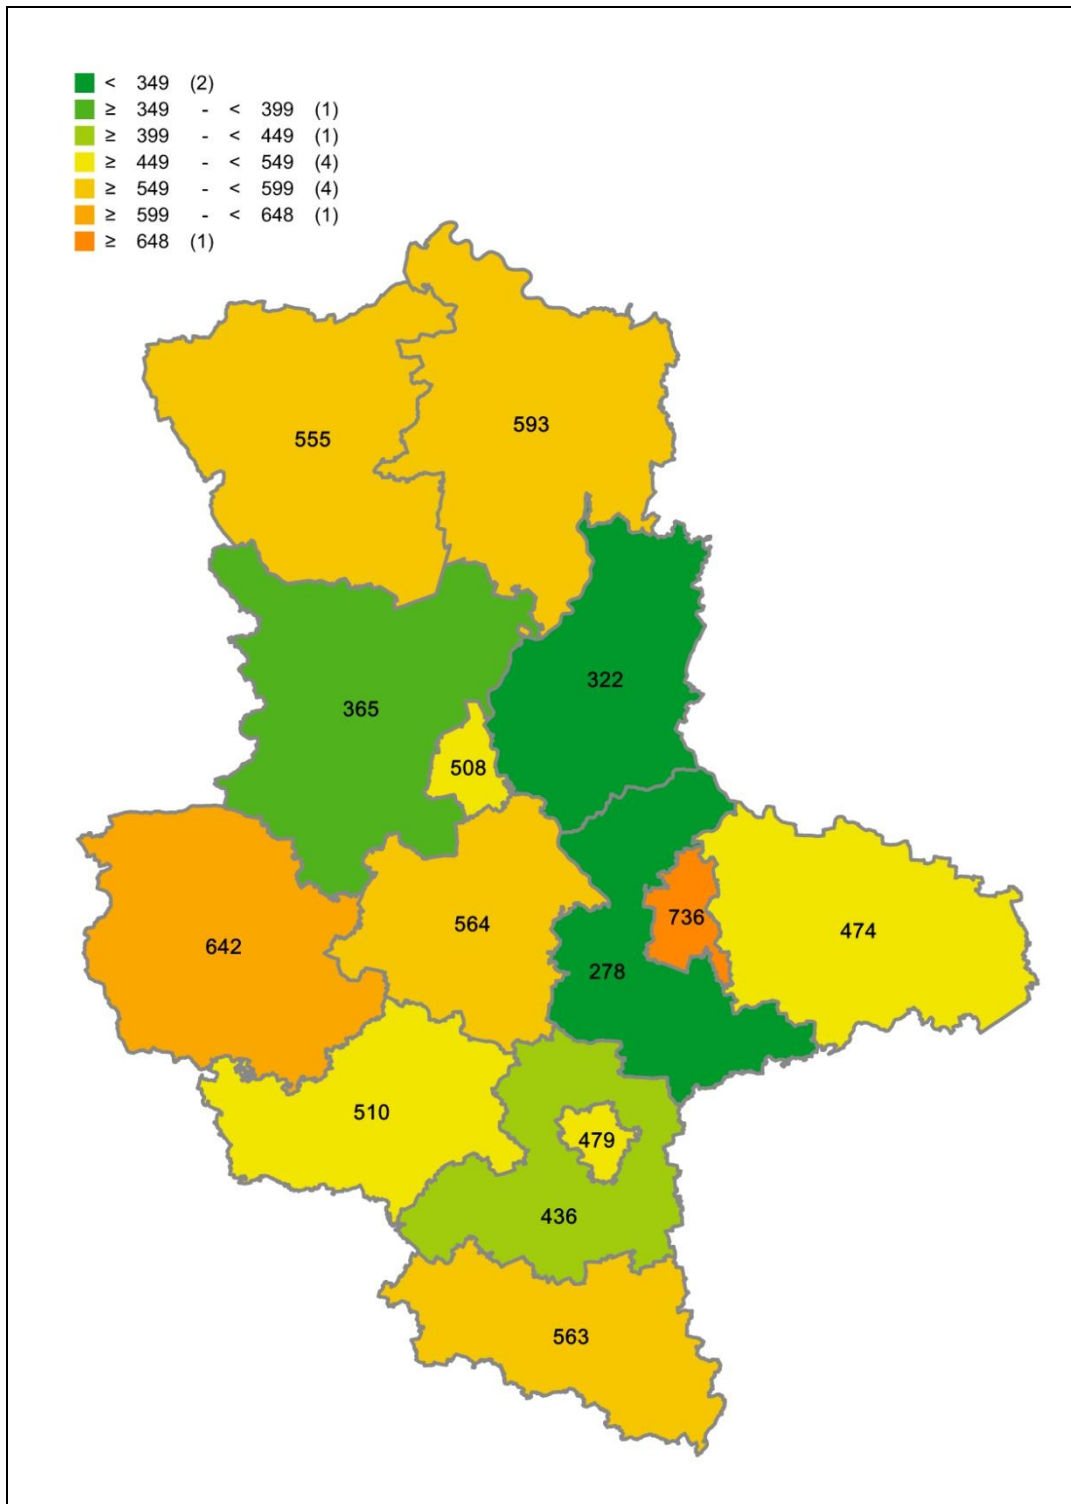 < 349 (2)
≥ 349 - < 399 (1)
≥ 399 - < 449 (1)
≥ 449 - < 549 (4)
≥ 549 - < 599 (4)
≥ 599 - < 648 (1)
≥ 648 (1)
593
555
322
365
508
736
564
474
642
278
510
479
436
563